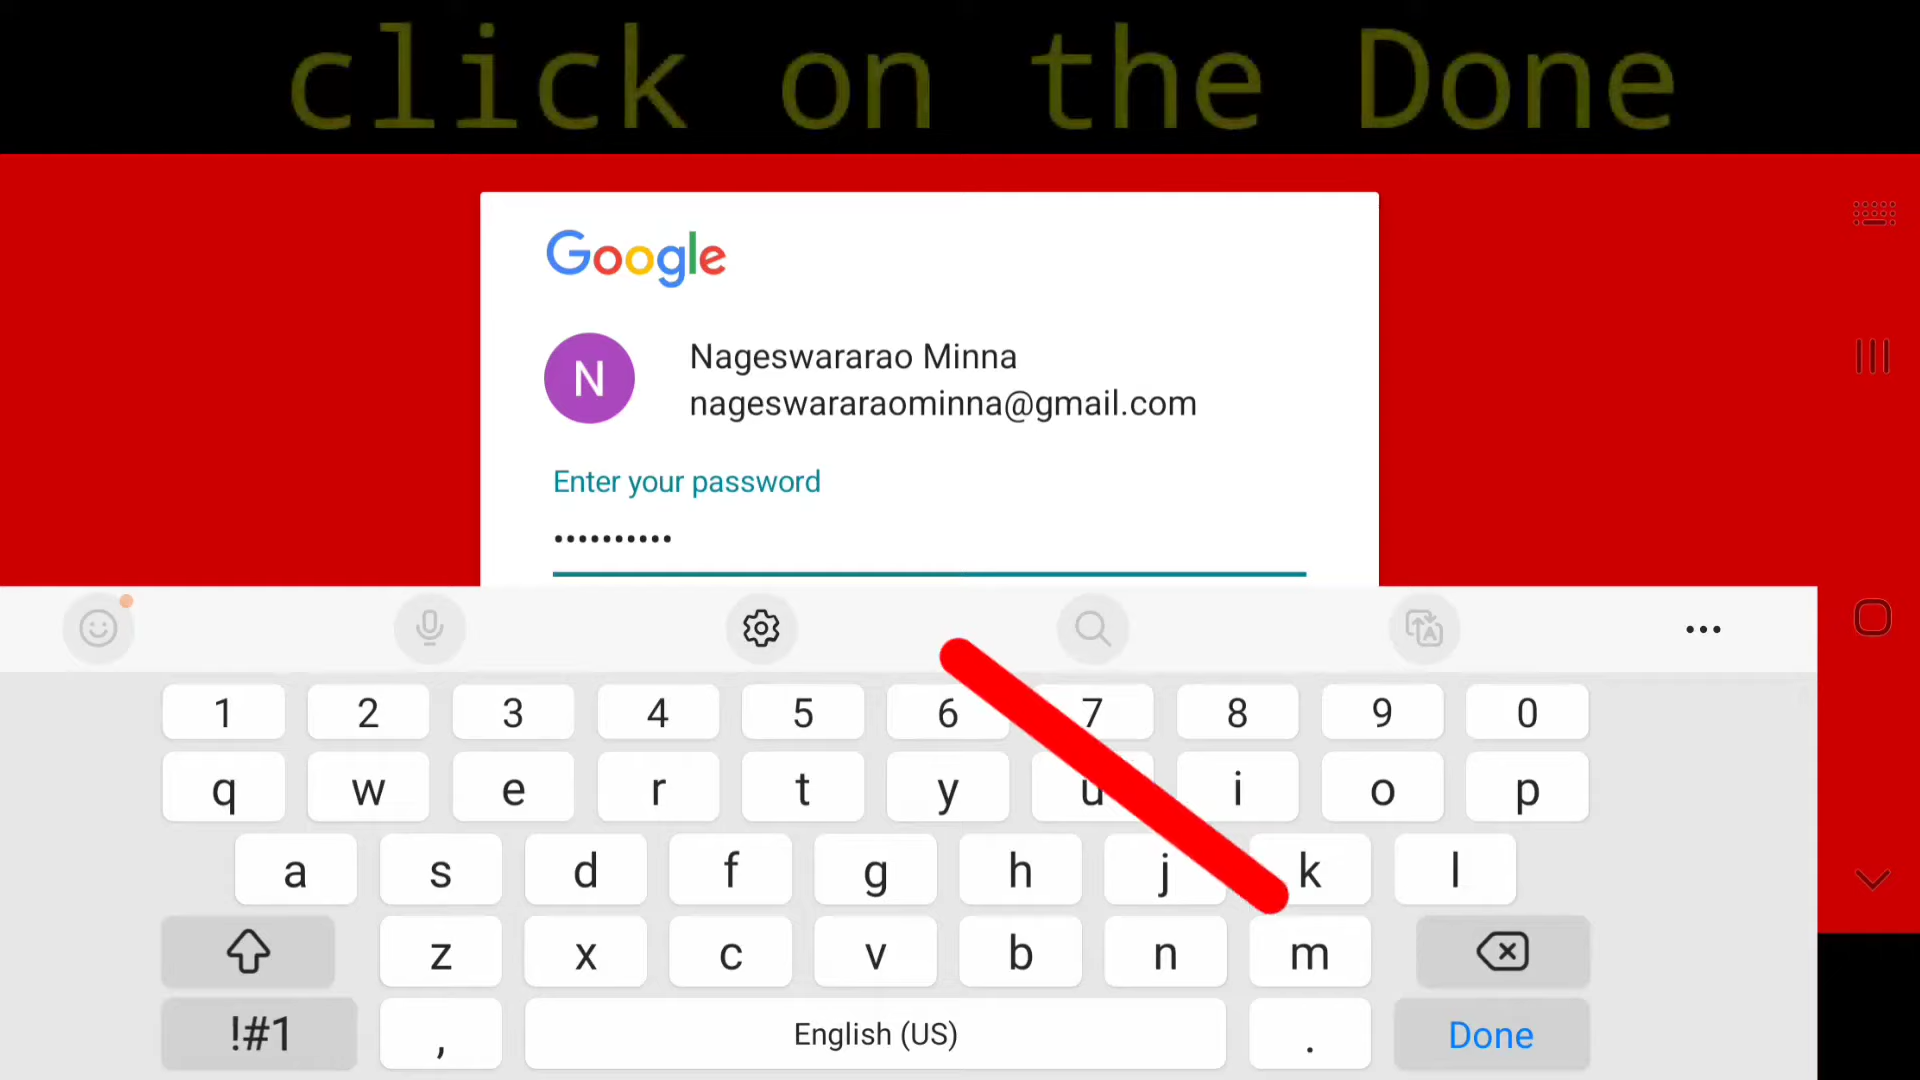 click on the Done
Google
N
Nageswararao Minna
nageswararaominna@gmail.com
Enter your password
••••••••••
1 2 3 4 5 6 7 8 9 0
q w e r t y u i o p
a s d f g h j k l
z x c v b n m
!#1 , English (US) . Done